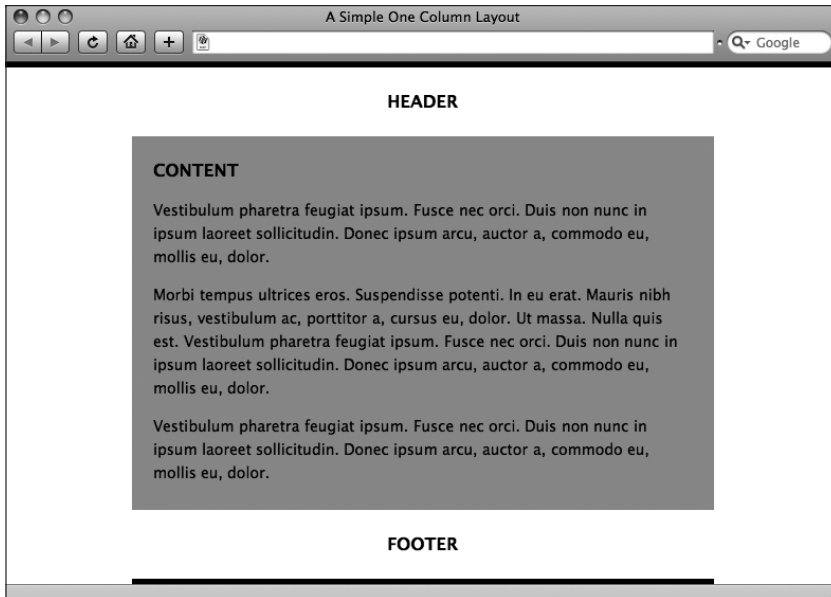 A Simple One Column Layout
Google
HEADER
CONTENT
Vestibulum pharetra feugiat ipsum. Fusce nec orci. Duis non nunc in
ipsum laoreet sollicitudin. Donec ipsum arcu, auctor a, commodo eu,
mollis eu, dolor.
Morbi tempus ultrices eros. Suspendisse potenti. In eu erat. Mauris nibh
risus, vestibulum ac, porttitor a, cursus eu, dolor. Ut massa. Nulla quis
est. Vestibulum pharetra feugiat ipsum. Fusce nec orci. Duis non nunc in
ipsum laoreet sollicitudin. Donec ipsum arcu, auctor a, commodo eu,
mollis eu, dolor.
Vestibulum pharetra feugiat ipsum. Fusce nec orci. Duis non nunc in
ipsum laoreet sollicitudin. Donec ipsum arcu, auctor a, commodo eu,
mollis eu, dolor.
FOOTER